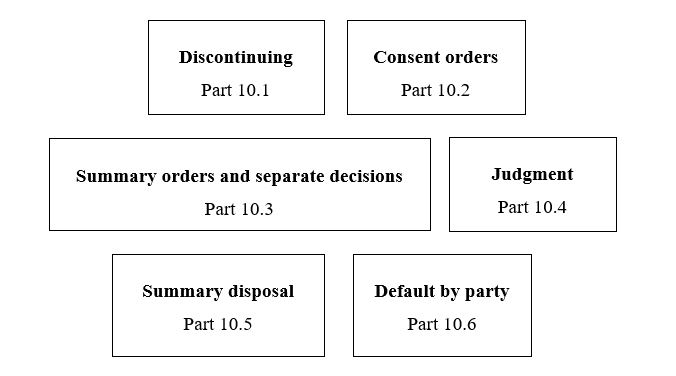 Discontinuing
Part 10.1
Consent orders
Part 10.2
Summary orders and separate decisions
Part 10.3
Judgment
Part 10.4
Summary disposal
Part 10.5
Default by party
Part 10.6